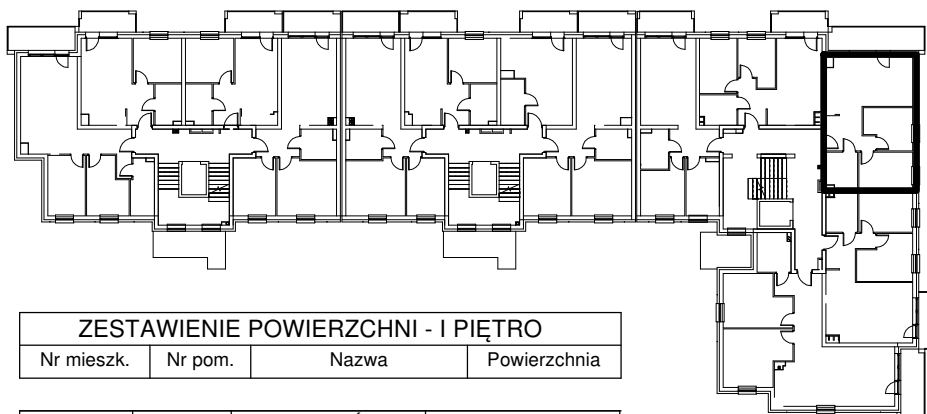 ZESTAWIENIE POWIERZCHNI - I PIĘTRO
Nr mieszk. Nr pom. Nazwa Powierzchnia